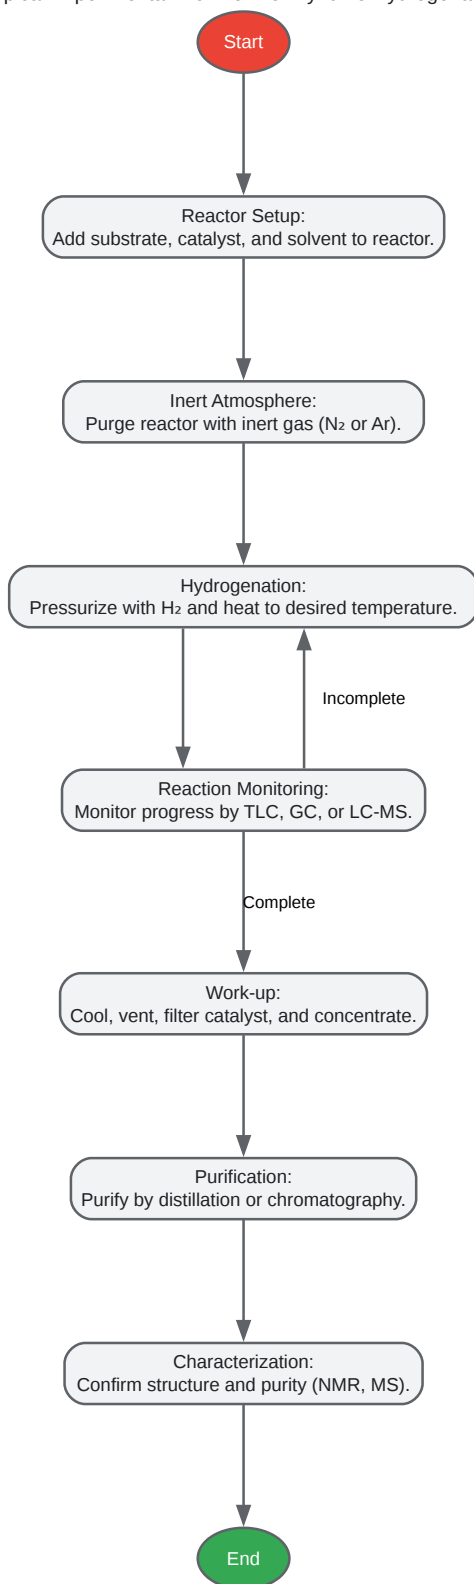 Start
Reactor Setup:
Add substrate, catalyst, and solvent to reactor.
Inert Atmosphere:
Purge reactor with inert gas (N₂ or Ar).
Hydrogenation:
Pressurize with H₂ and heat to desired temperature.
Incomplete
Reaction Monitoring:
Monitor progress by TLC, GC, or LC-MS.
Complete
Work-up:
Cool, vent, filter catalyst, and concentrate.
Purification:
Purify by distillation or chromatography.
Characterization:
Confirm structure and purity (NMR, MS).
End